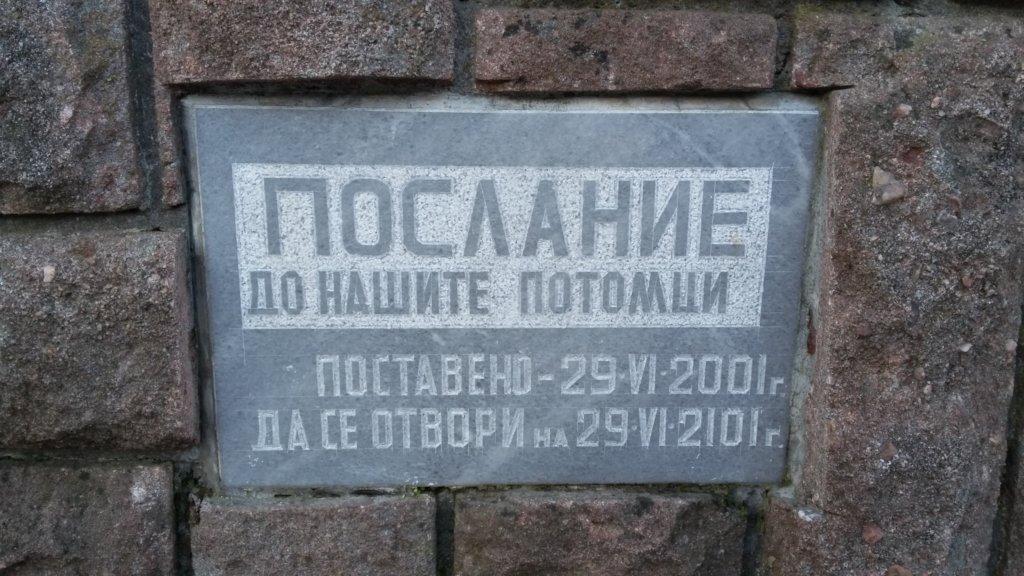 ПОСЛАНИЕ
ДО НАШИТЕ ПОТОМЦИ
ПОСТАВЕНО - 29·VI·2001г.
ДА СЕ ОТВОРИ на 29·VI·2101г.